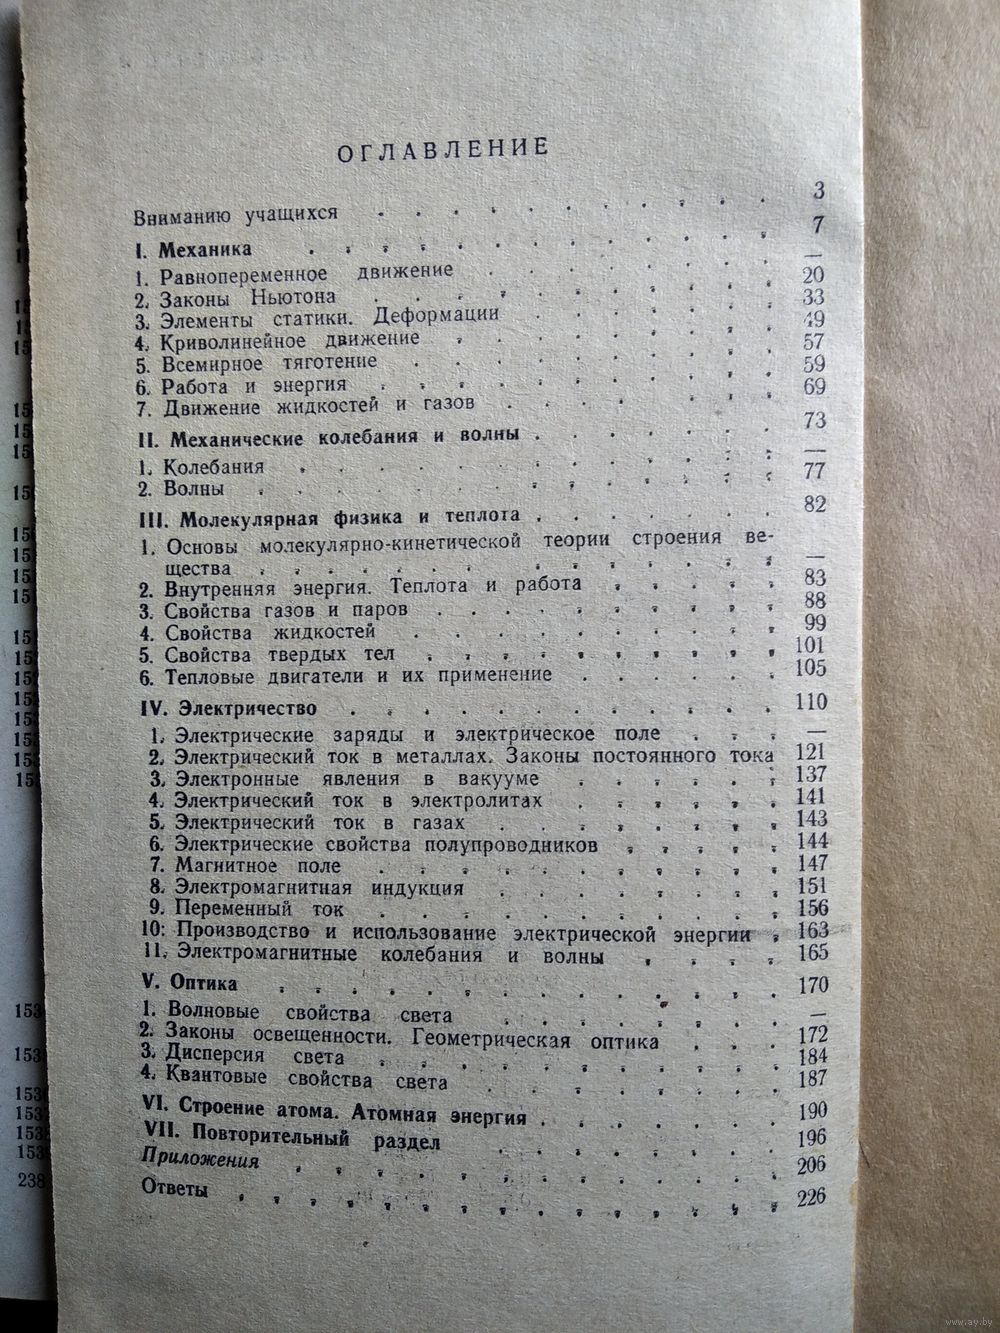 ОГЛАВЛЕНИЕ
Вниманию учащихся . . . . . . . . . . . 3
I. Механика . . . . . . . . . . . . . 7
1. Равнопеременное движение . . . . . . . . —
2. Законы Ньютона . . . . . . . . . . . 20
3. Элементы статики. Деформации . . . . . . . 33
4. Криволинейное движение . . . . . . . . . 49
5. Всемирное тяготение . . . . . . . . . . 57
6. Работа и энергия . . . . . . . . . . . 59
7. Движение жидкостей и газов . . . . . . . . 69
II. Механические колебания и волны . . . . . . . 73
1. Колебания . . . . . . . . . . . . . —
2. Волны . . . . . . . . . . . . . . 77
III. Молекулярная физика и теплота . . . . . . . 82
1. Основы молекулярно-кинетической теории строения ве-
щества . . . . . . . . . . . . . . —
2. Внутренняя энергия. Теплота и работа . . . . . 83
3. Свойства газов и паров . . . . . . . . . 88
4. Свойства жидкостей . . . . . . . . . . 99
5. Свойства твердых тел . . . . . . . . . . 101
6. Тепловые двигатели и их применение . . . . . . 105
IV. Электричество . . . . . . . . . . . . 110
1. Электрические заряды и электрическое поле . . . . —
2. Электрический ток в металлах. Законы постоянного тока 121
3. Электронные явления в вакууме . . . . . . 137
4. Электрический ток в электролитах . . . . . . 141
5. Электрический ток в газах . . . . . . . . 143
6. Электрические свойства полупроводников . . . . . 144
7. Магнитное поле . . . . . . . . . . . 147
8. Электромагнитная индукция . . . . . . . . 151
9. Переменный ток . . . . . . . . . . . 156
10. Производство и использование электрической энергии . 163
11. Электромагнитные колебания и волны . . . . . 165
V. Оптика . . . . . . . . . . . . . . 170
1. Волновые свойства света . . . . . . . . —
2. Законы освещенности. Геометрическая оптика . . . 172
3. Дисперсия света . . . . . . . . . . . 184
4. Квантовые свойства света . . . . . . . . 187
VI. Строение атома. Атомная энергия . . . . . . . 190
VII. Повторительный раздел . . . . . . . . . 196
Приложения . . . . . . . . . . . . . . 206
Ответы . . . . . . . . . . . . . . . 226
www.ay.by